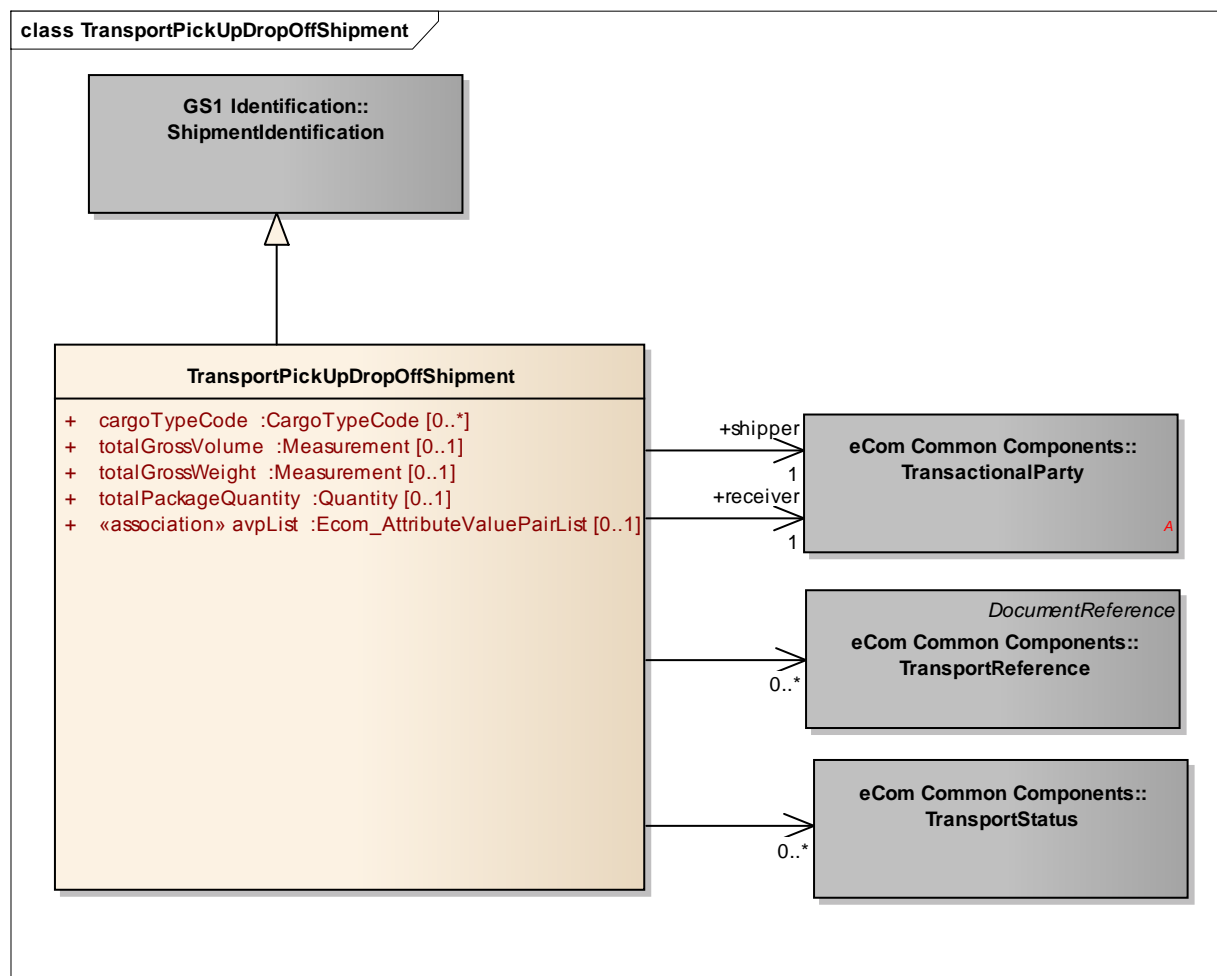 class TransportPickUpDropOffShipment
GS1 Identification::
ShipmentIdentification
TransportPickUpDropOffShipment
+ cargoTypeCode :CargoTypeCode [0..*]
+ totalGrossVolume :Measurement [0..1]
+ totalGrossWeight :Measurement [0..1]
+ totalPackageQuantity :Quantity [0..1]
+ «association» avpList :Ecom_AttributeValuePairList [0..1]
+shipper
1
+receiver
1
eCom Common Components::
TransactionalParty
A
DocumentReference
eCom Common Components::
TransportReference
0..*
eCom Common Components::
TransportStatus
0..*